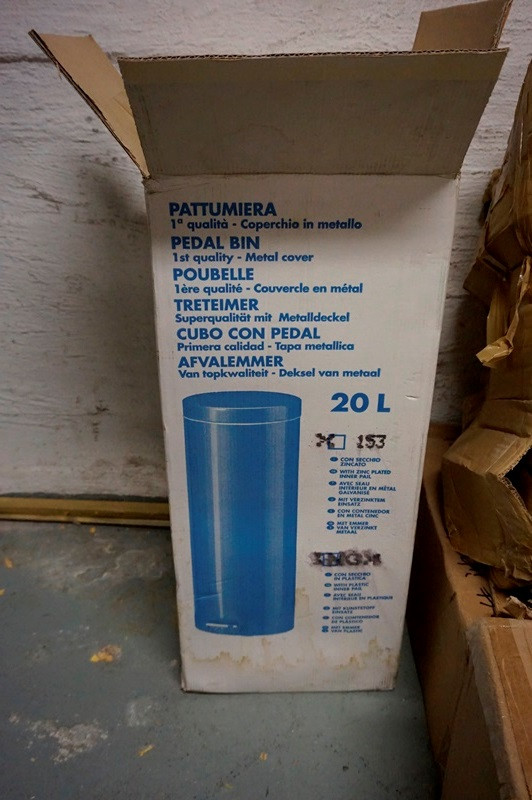 PATTUMIERA
1ª qualità - Coperchio in metallo
PEDAL BIN
1st quality - Metal cover
POUBELLE
1ère qualité - Couvercle en métal
TRETEIMER
Superqualität mit Metalldeckel
CUBO CON PEDAL
Primera calidad - Tapa metallica
AFVALEMMER
Van topkwaliteit - Deksel van metaal
20 L
153
CON SECCHIO
ZINCATO
WITH ZINC PLATED
INNER PAIL
AVEC SEAU
INTERIEUR EN MÉTAL
GALVANISE
MIT VERZINKTEM
EINSATZ
CON CONTENEDOR
EN METAL CINC
MET EMMER
VAN VERZINKT
METAAL
CON SECCHIO
DI PLASTICA
WITH PLASTIC
INNER PAIL
AVEC SEAU
INTERIEUR EN PLASTIQUE
MIT KUNSTSTOFF
EINSATZ
CON CONTENEDOR
DE PLASTICO
MET EMMER
VAN PLASTIC